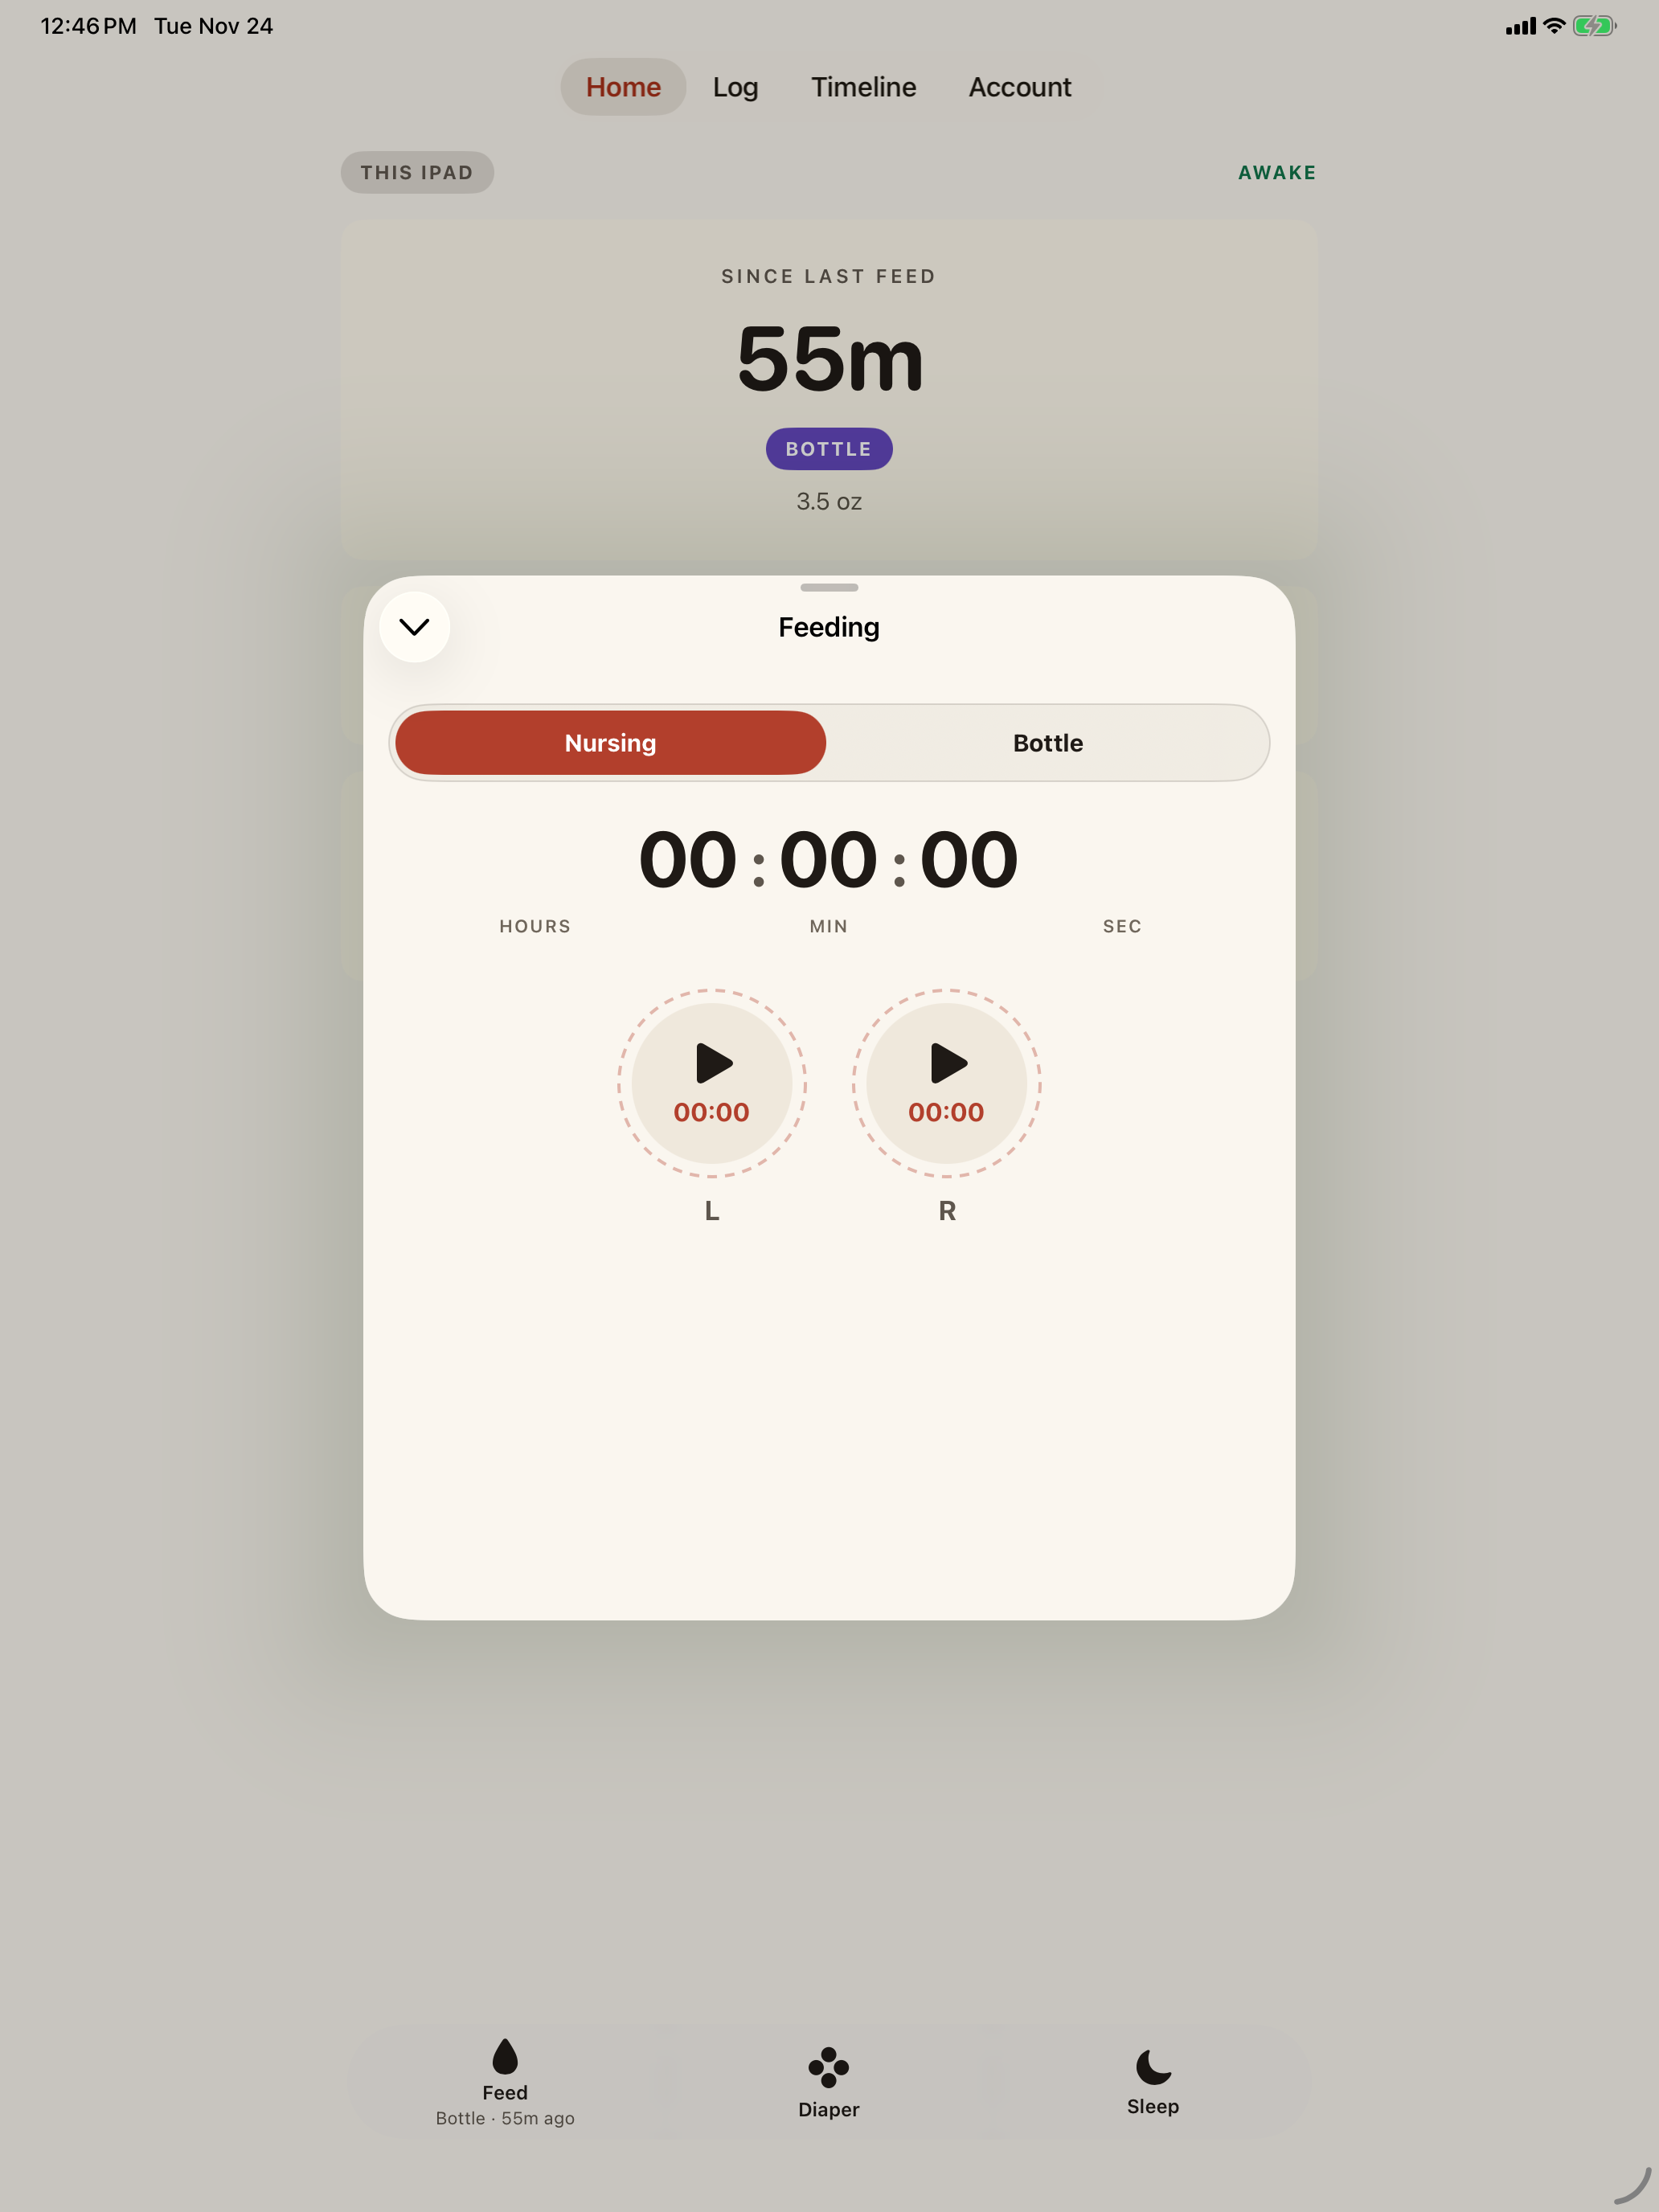 12:46 PM Tue Nov 24
Home Log Timeline Account
THIS IPAD AWAKE
SINCE LAST FEED
55m
BOTTLE
3.5 oz
Feeding
Nursing Bottle
00 : 00 : 00
HOURS MIN SEC
00:00 00:00
L R
Feed Diaper Sleep
Bottle · 55m ago